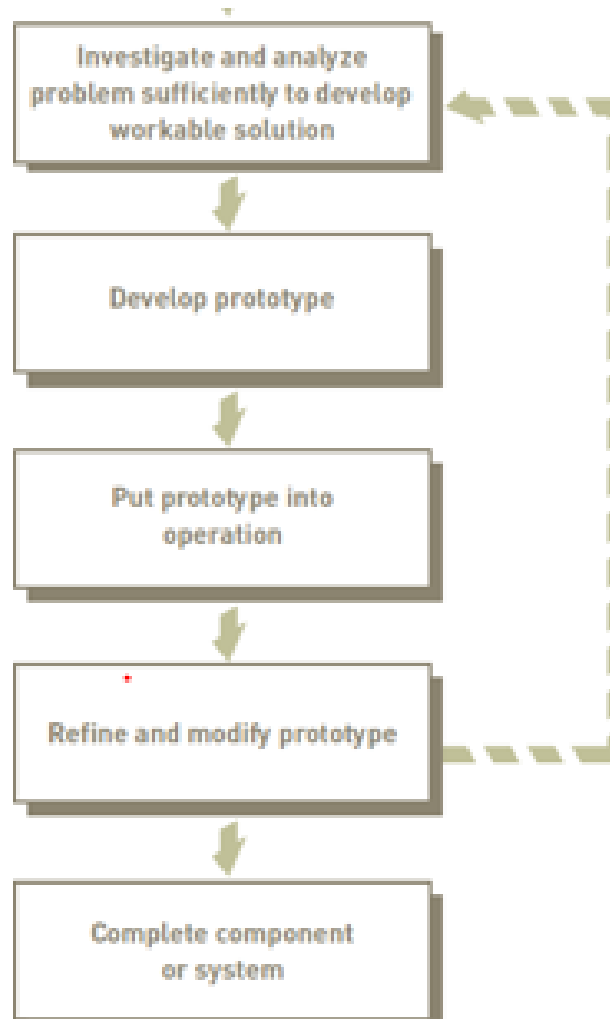 Investigate and analyze
problem sufficiently to develop
workable solution
Develop prototype
Put prototype into
operation
Refine and modify prototype
Complete component
or system